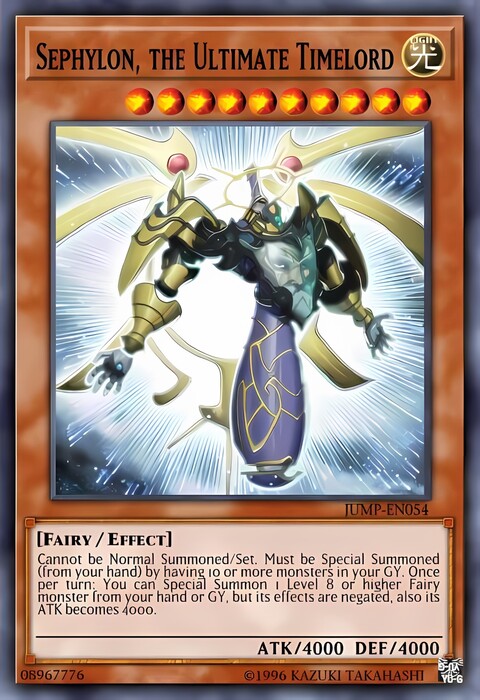 SEPHYLON, THE ULTIMATE TIMELORD
光
JUMP-EN054
[FAIRY / EFFECT]
Cannot be Normal Summoned/Set. Must be Special Summoned
(from your hand) by having 10 or more monsters in your GY. Once
per turn: You can Special Summon 1 Level 8 or higher Fairy
monster from your hand or GY, but its effects are negated, also its
ATK becomes 4000.
ATK/4000 DEF/4000
08967776
©1996 KAZUKI TAKAHASHI